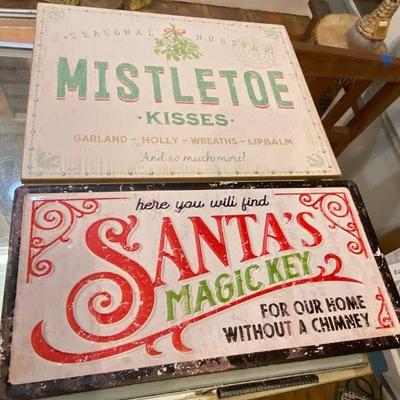 SEASONAL NURSERY
MISTLETOE
- KISSES -
GARLAND - HOLLY - WREATHS - LIPBALM
And so much more!
here you will find
SANTA'S
MAGIC KEY
FOR OUR HOME
WITHOUT A CHIMNEY